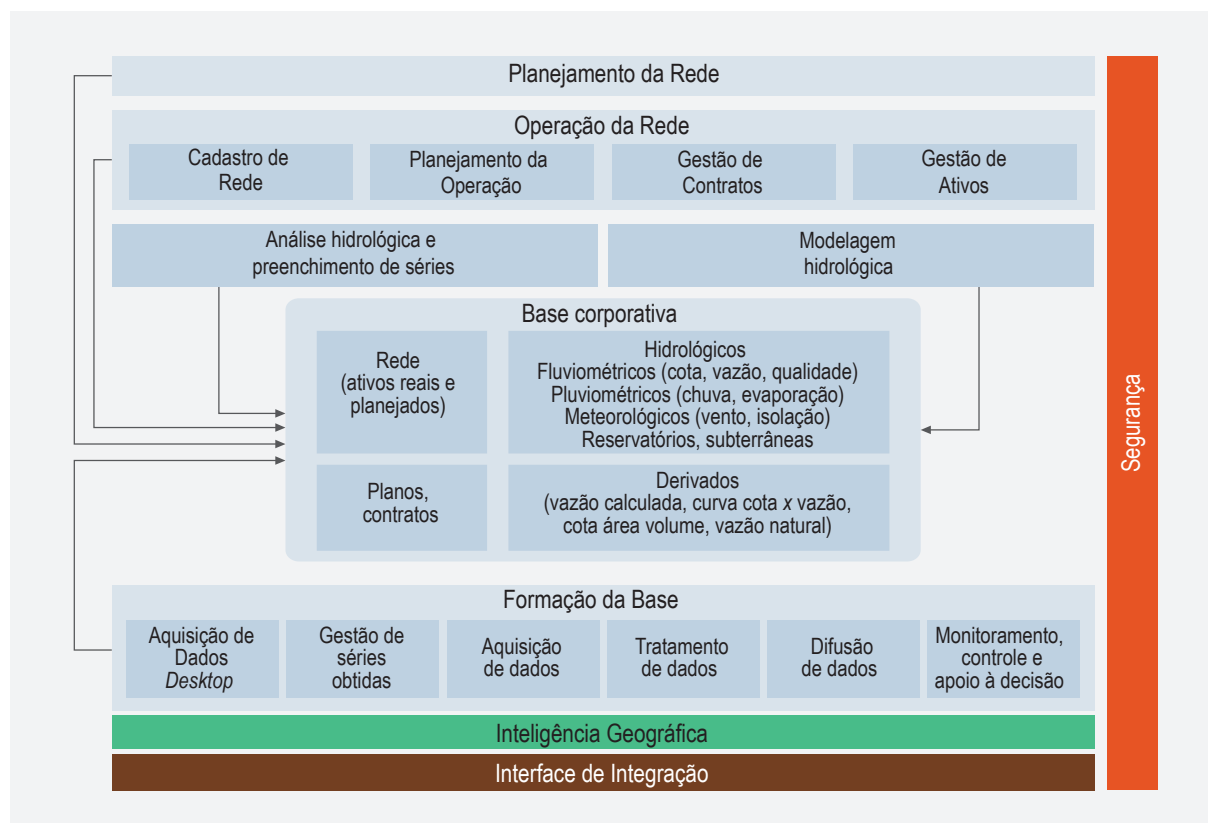 Planejamento da Rede
Operação da Rede
Cadastro de
Rede
Planejamento da
Operação
Gestão de
Contratos
Gestão de
Ativos
Análise hidrológica e
preenchimento de séries
Modelagem
hidrológica
Base corporativa
Rede
(ativos reais e
planejados)
Hidrológicos
Fluviométricos (cota, vazão, qualidade)
Pluviométricos (chuva, evaporação)
Meteorológicos (vento, isolação)
Reservatórios, subterrâneas
Planos,
contratos
Derivados
(vazão calculada, curva cota x vazão,
cota área volume, vazão natural)
Formação da Base
Aquisição de
Dados
Desktop
Gestão de
séries
obtidas
Aquisição
de dados
Tratamento
de dados
Difusão
de dados
Monitoramento,
controle e
apoio à decisão
Inteligência Geográfica
Interface de Integração
Segurança